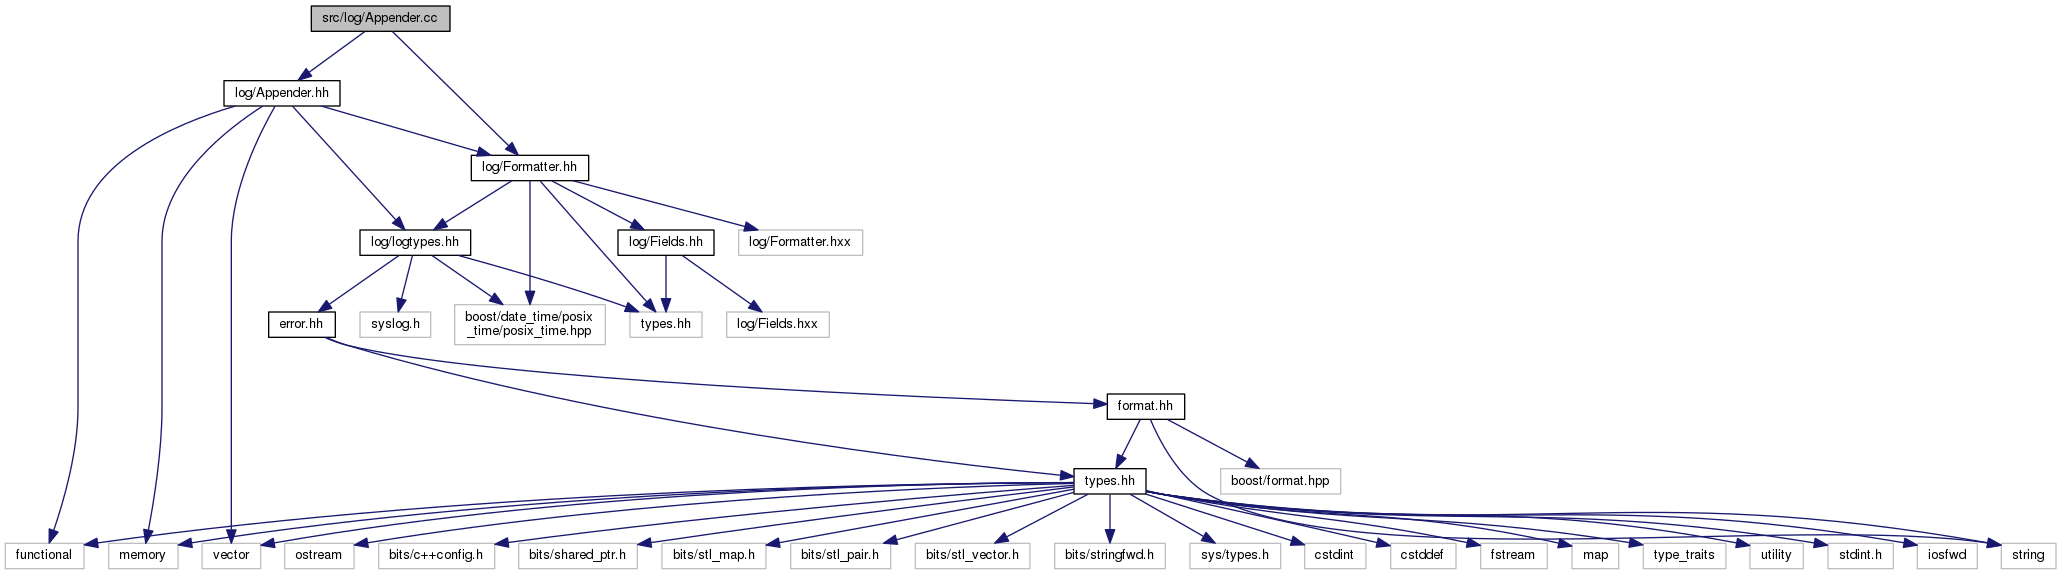 src/log/Appender.cc
log/Appender.hh
log/Formatter.hh
log/logtypes.hh
log/Fields.hh
log/Formatter.hxx
error.hh
syslog.h
boost/date_time/posix
_time/posix_time.hpp
types.hh
log/Fields.hxx
format.hh
types.hh
boost/format.hpp
functional
memory
vector
ostream
bits/c++config.h
bits/shared_ptr.h
bits/stl_map.h
bits/stl_pair.h
bits/stl_vector.h
bits/stringfwd.h
sys/types.h
cstdint
cstddef
fstream
map
type_traits
utility
stdint.h
iosfwd
string